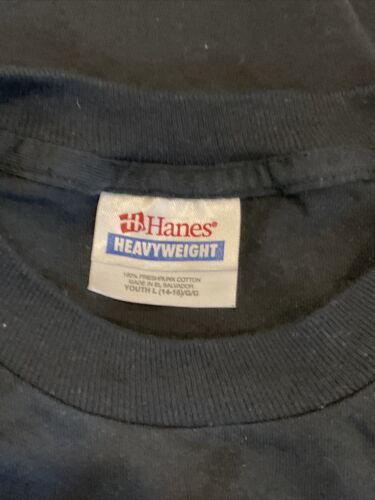 Hanes®
HEAVYWEIGHT
100% PRESHRUNK COTTON
MADE IN EL SALVADOR
YOUTH L (14-16)/G/G